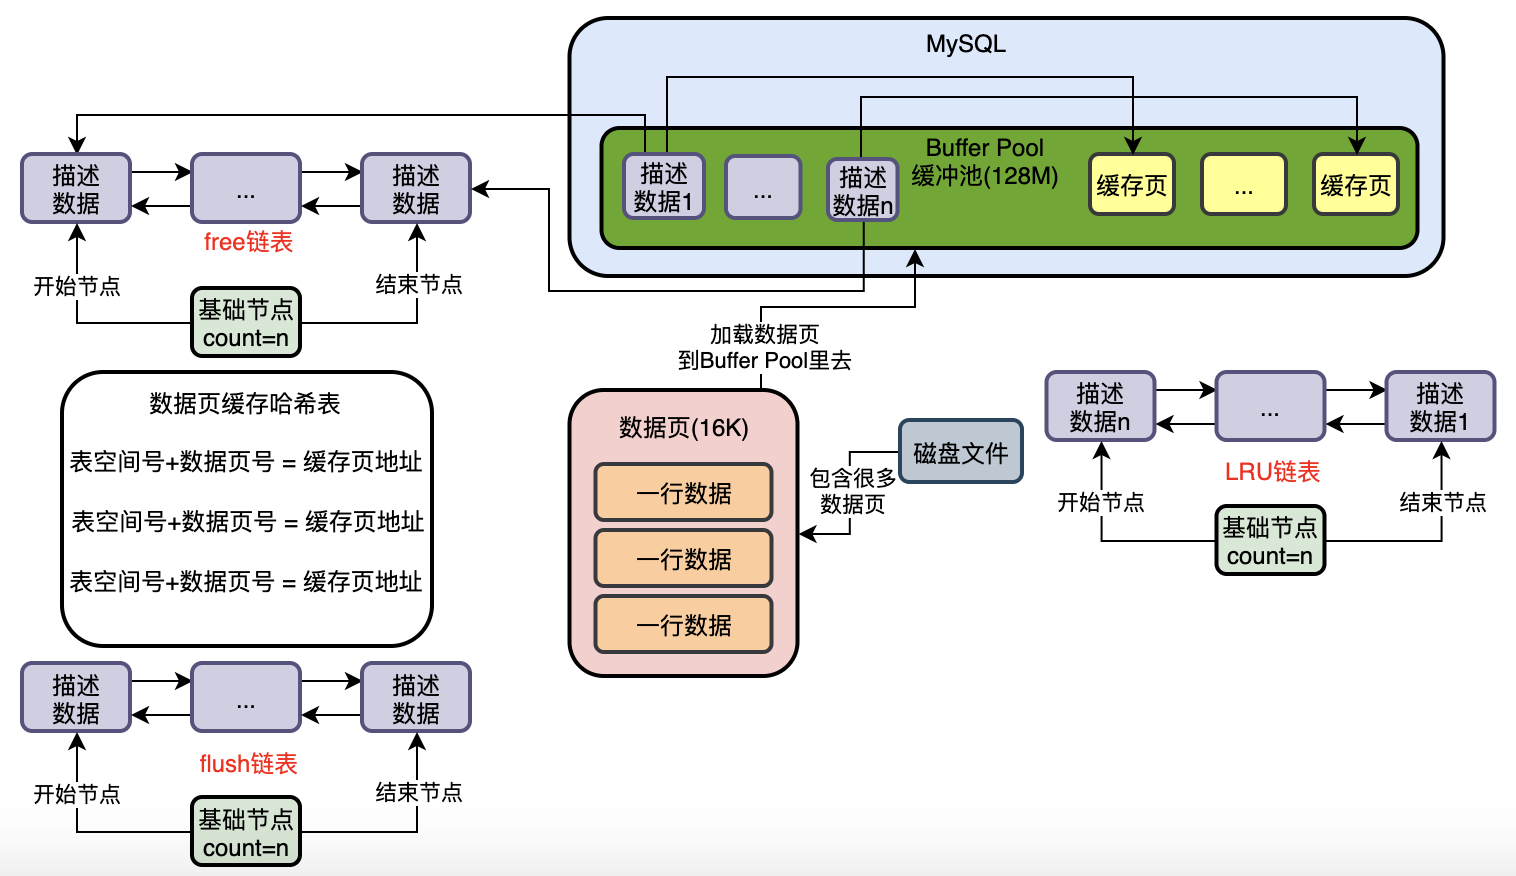 MySQL
Buffer Pool
缓冲池(128M)
描述
数据1
...
描述
数据n
缓存页
...
缓存页
描述
数据
...
描述
数据
free链表
开始节点
结束节点
基础节点
count=n
加载数据页
到Buffer Pool里去
数据页缓存哈希表
表空间号+数据页号 = 缓存页地址
表空间号+数据页号 = 缓存页地址
表空间号+数据页号 = 缓存页地址
数据页(16K)
一行数据
一行数据
一行数据
磁盘文件
包含很多
数据页
描述
数据n
...
描述
数据1
LRU链表
开始节点
结束节点
基础节点
count=n
描述
数据
...
描述
数据
flush链表
开始节点
结束节点
基础节点
count=n